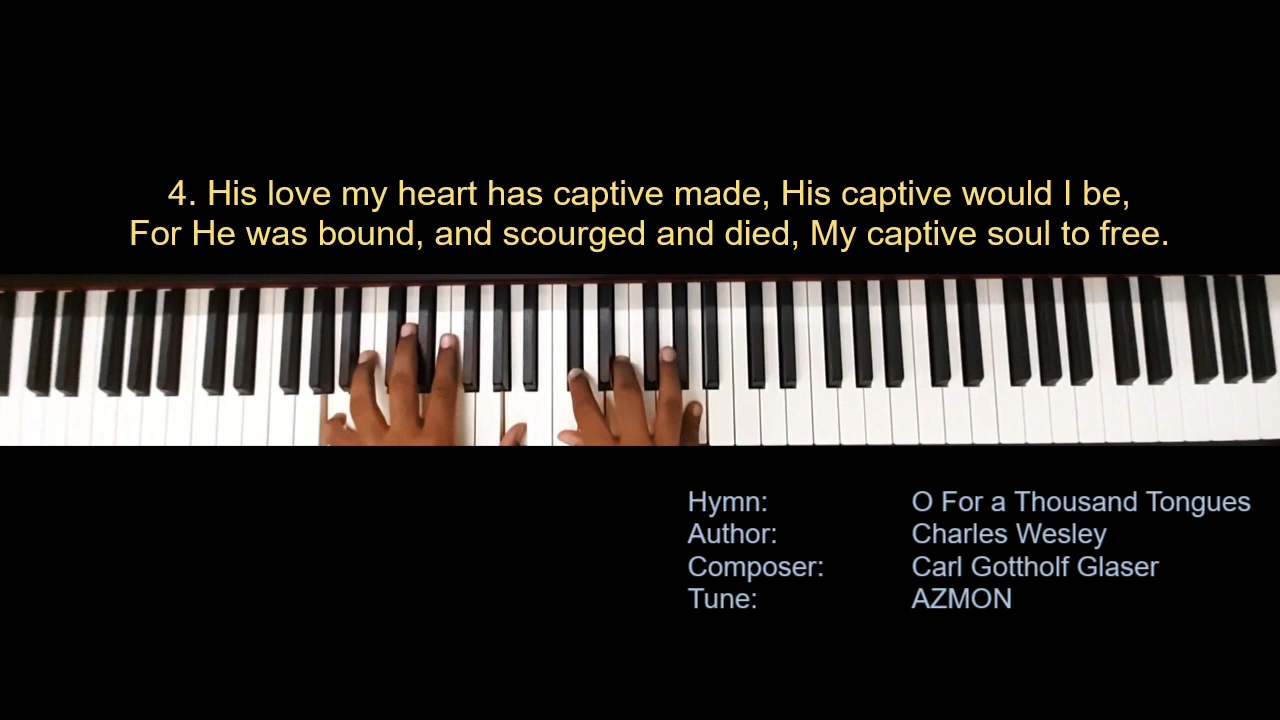 4. His love my heart has captive made, His captive would I be,
For He was bound, and scourged and died, My captive soul to free.
Hymn: O For a Thousand Tongues
Author: Charles Wesley
Composer: Carl Gottholf Glaser
Tune: AZMON